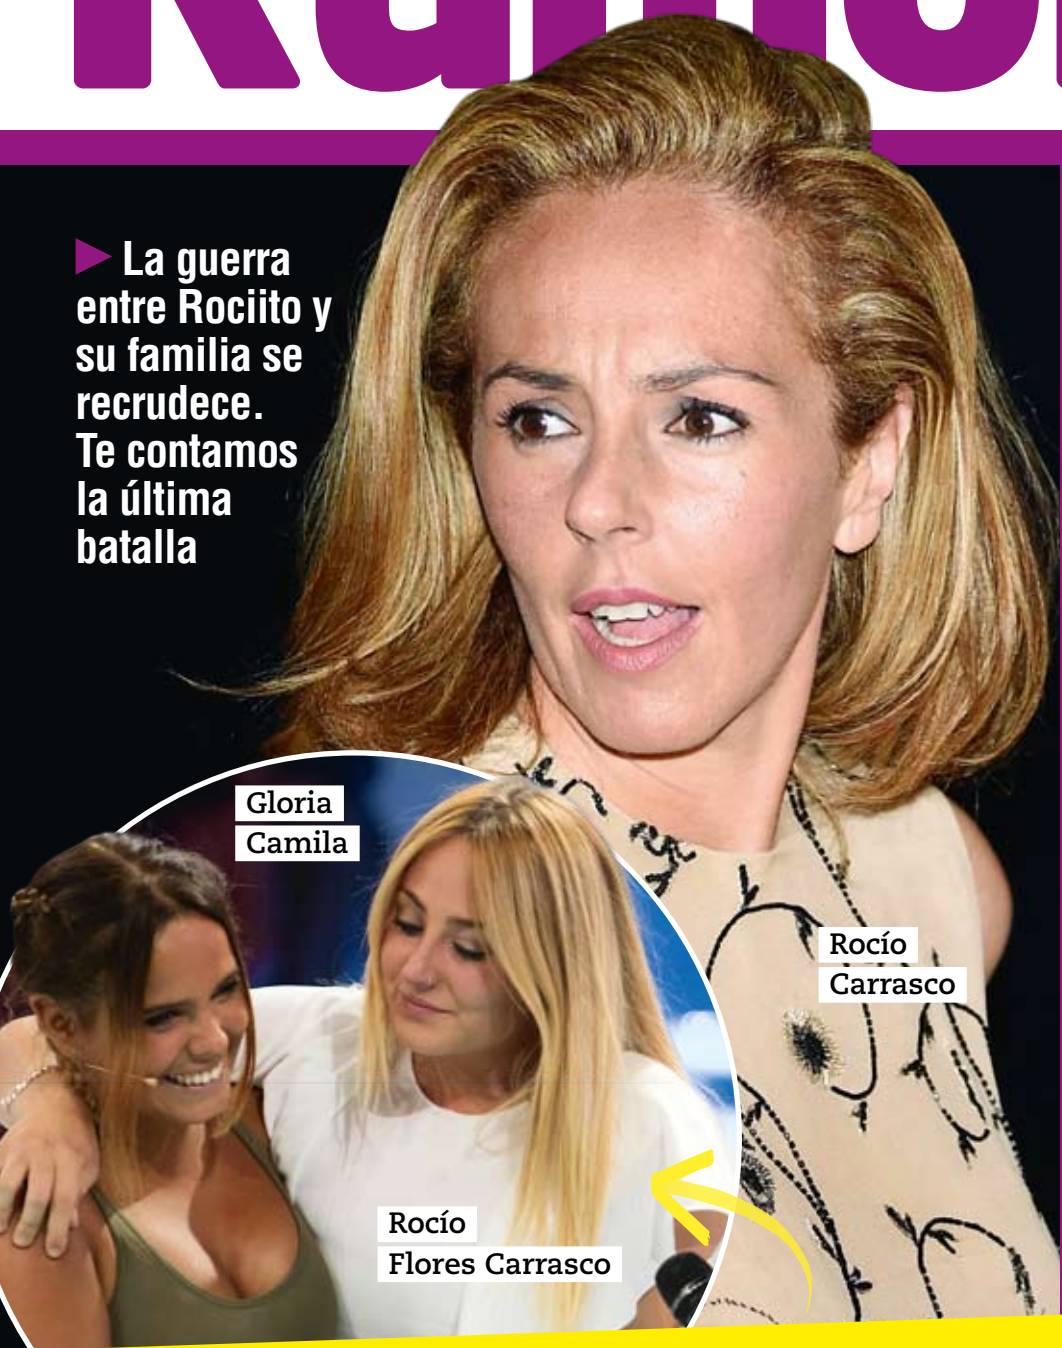 La guerra
entre Rociito y
su familia se
recrudece.
Te contamos
la última
batalla
Gloria
Camila
Rocío
Carrasco
Rocío
Flores Carrasco